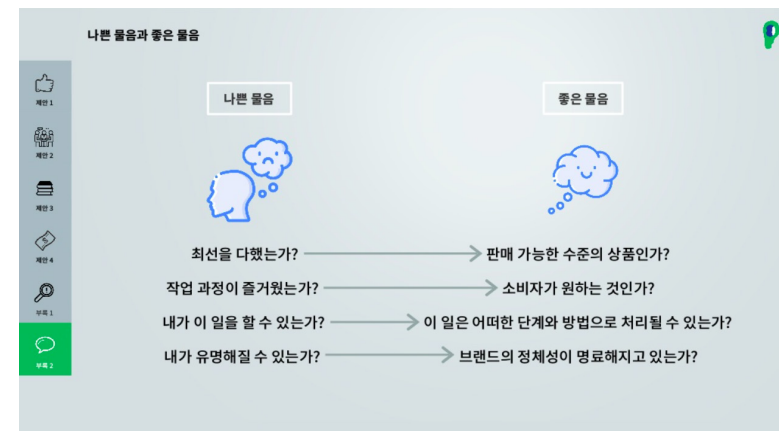 나쁜 물음과 좋은 물음
제안 1
제안 2
제안 3
제안 4
부록 1
부록 2
나쁜 물음
좋은 물음
최선을 다했는가?
판매 가능한 수준의 상품인가?
작업 과정이 즐거웠는가?
소비자가 원하는 것인가?
내가 이 일을 할 수 있는가?
이 일은 어떠한 단계와 방법으로 처리될 수 있는가?
내가 유명해질 수 있는가?
브랜드의 정체성이 명료해지고 있는가?